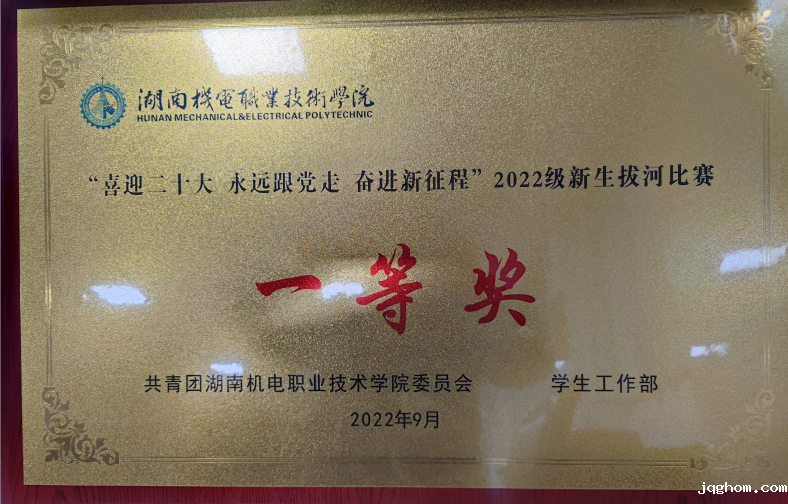 湖南機電職業技術學院
HUNAN MECHANICAL&ELECTRICAL POLYTECHNIC
“喜迎二十大 永远跟党走 奋进新征程”2022级新生拔河比赛
一等奖
共青团湖南机电职业技术学院委员会 学生工作部
2022年9月
jqghom.com